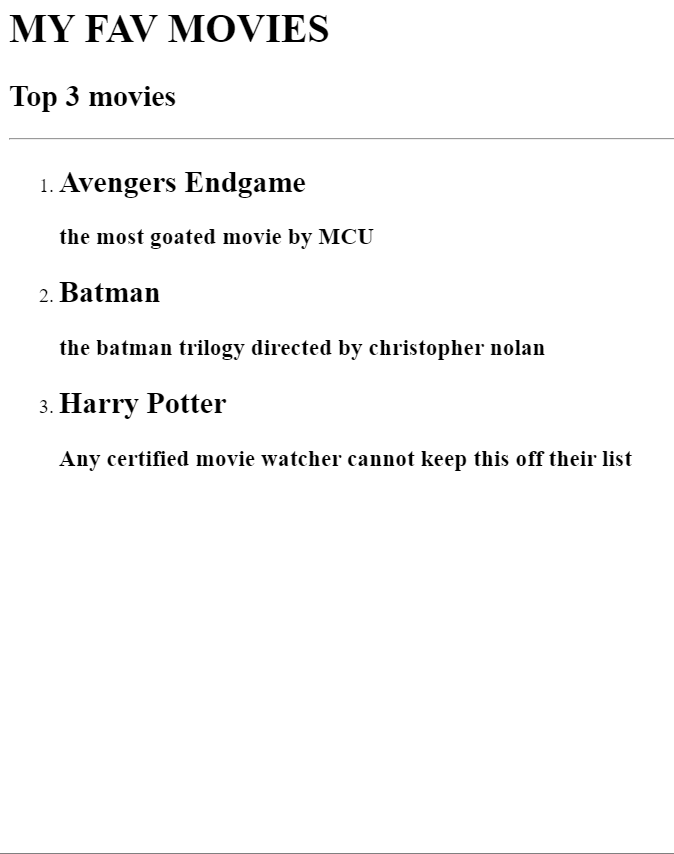 MY FAV MOVIES
Top 3 movies
1. Avengers Endgame
the most goated movie by MCU
2. Batman
the batman trilogy directed by christopher nolan
3. Harry Potter
Any certified movie watcher cannot keep this off their list